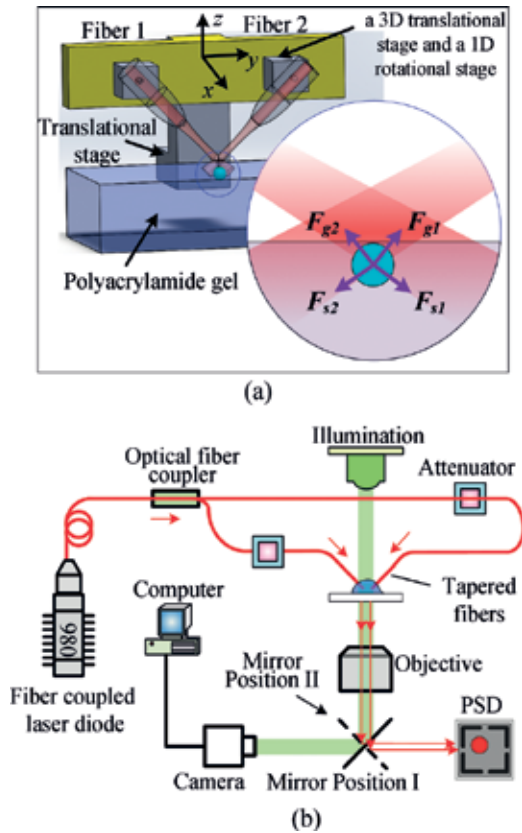 Fiber 1
Fiber 2
a 3D translational
stage and a 1D
rotational stage
z
y
x
Translational
stage
Polyacrylamide gel
Fg2
Fg1
Fs2
Fs1
(a)
Illumination
Optical fiber
coupler
Attenuator
Computer
Tapered
fibers
980
Mirror
Position II
Objective
PSD
Fiber coupled
laser diode
Camera
Mirror Position I
(b)